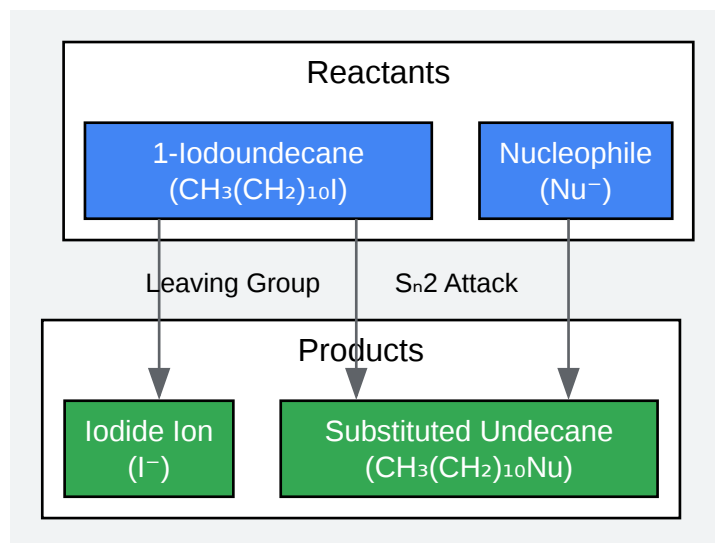 Reactants
1-Iodoundecane
(CH₃(CH₂)₁₀I)
Nucleophile
(Nu⁻)
Leaving Group
Sₙ2 Attack
Products
Iodide Ion
(I⁻)
Substituted Undecane
(CH₃(CH₂)₁₀Nu)